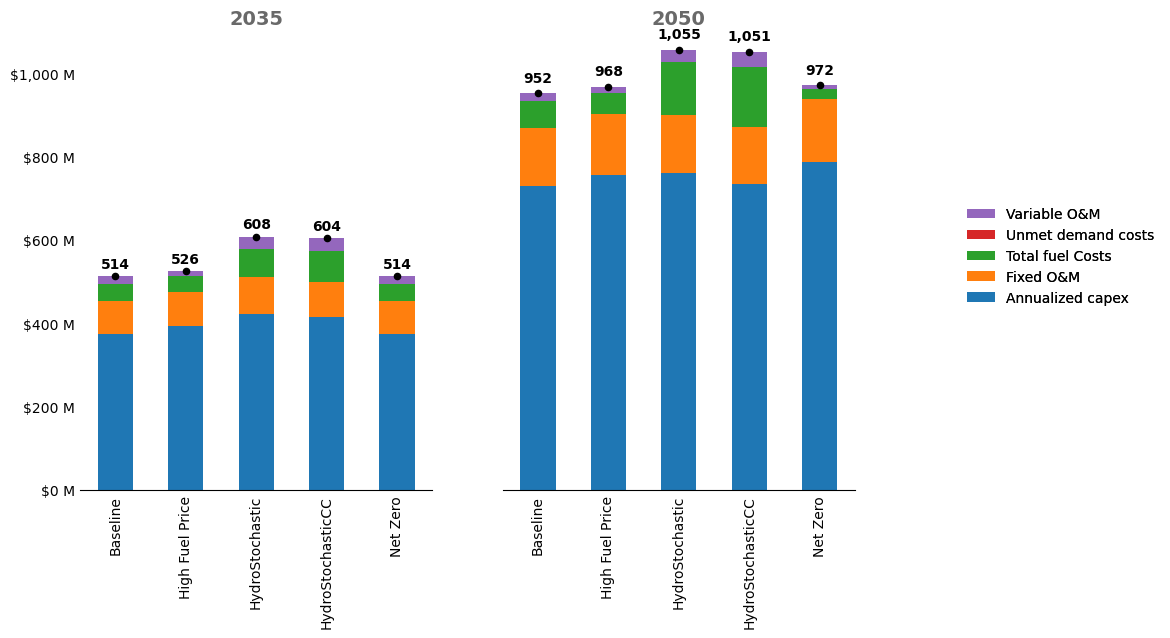 2035
2050
$1,000 M
$800 M
$600 M
$400 M
$200 M
$0 M
514
526
608
604
514
952
968
1,055
1,051
972
Baseline
High Fuel Price
HydroStochastic
HydroStochasticCC
Net Zero
Baseline
High Fuel Price
HydroStochastic
HydroStochasticCC
Net Zero
Variable O&M
Unmet demand costs
Total fuel Costs
Fixed O&M
Annualized capex